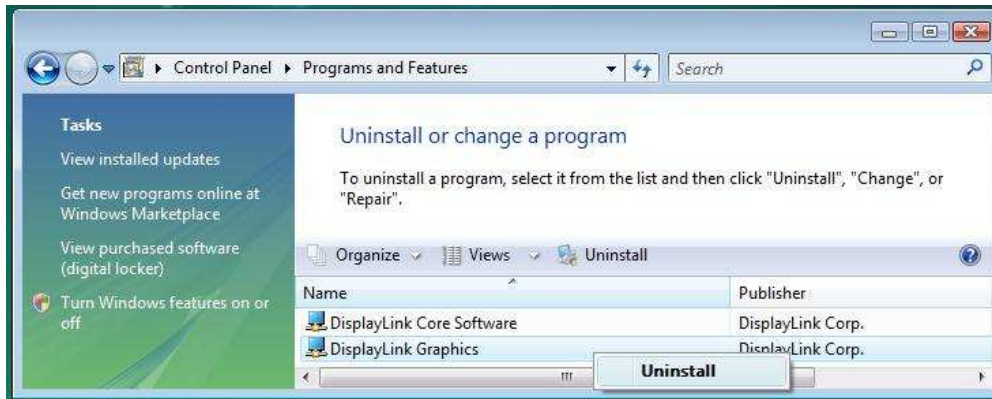 Control Panel Programs and Features
Search
Tasks
View installed updates
Get new programs online at
Windows Marketplace
View purchased software
(digital locker)
Turn Windows features on or
off
Uninstall or change a program
To uninstall a program, select it from the list and then click "Uninstall", "Change", or
"Repair".
Organize Views Uninstall
Name Publisher
DisplayLink Core Software DisplayLink Corp.
DisplayLink Graphics DisplayLink Corp.
Uninstall